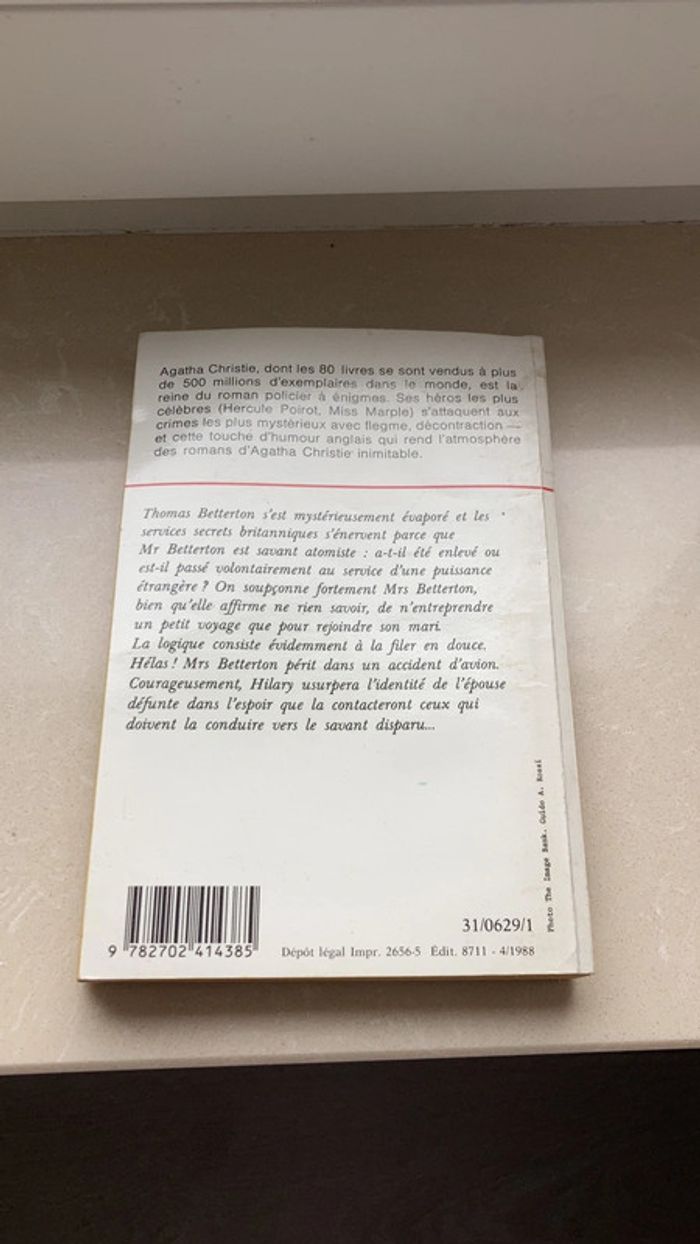 Agatha Christie, dont les 80 livres se sont vendus à plus
de 500 millions d'exemplaires dans le monde, est la
reine du roman policier à énigmes. Ses héros les plus
célèbres (Hercule Poirot, Miss Marple) s'attaquent aux
crimes les plus mystérieux avec flegme, décontraction —
et cette touche d'humour anglais qui rend l'atmosphère
des romans d'Agatha Christie inimitable.
Thomas Betterton s'est mystérieusement évaporé et les
services secrets britanniques s'énervent parce que
Mr Betterton est savant atomiste : a-t-il été enlevé ou
est-il passé volontairement au service d'une puissance
étrangère ? On soupçonne fortement Mrs Betterton,
bien qu'elle affirme ne rien savoir, de n'entreprendre
un petit voyage que pour rejoindre son mari.
La logique consiste évidemment à la filer en douce.
Hélas ! Mrs Betterton périt dans un accident d'avion.
Courageusement, Hilary usurpera l'identité de l'épouse
défunte dans l'espoir que la contacteront ceux qui
doivent la conduire vers le savant disparu...
Photo The Image Bank. Guido A. Rossi
31/0629/1
9 782702 414385
Dépôt légal Impr. 2656-5 Édit. 8711 - 4/1988